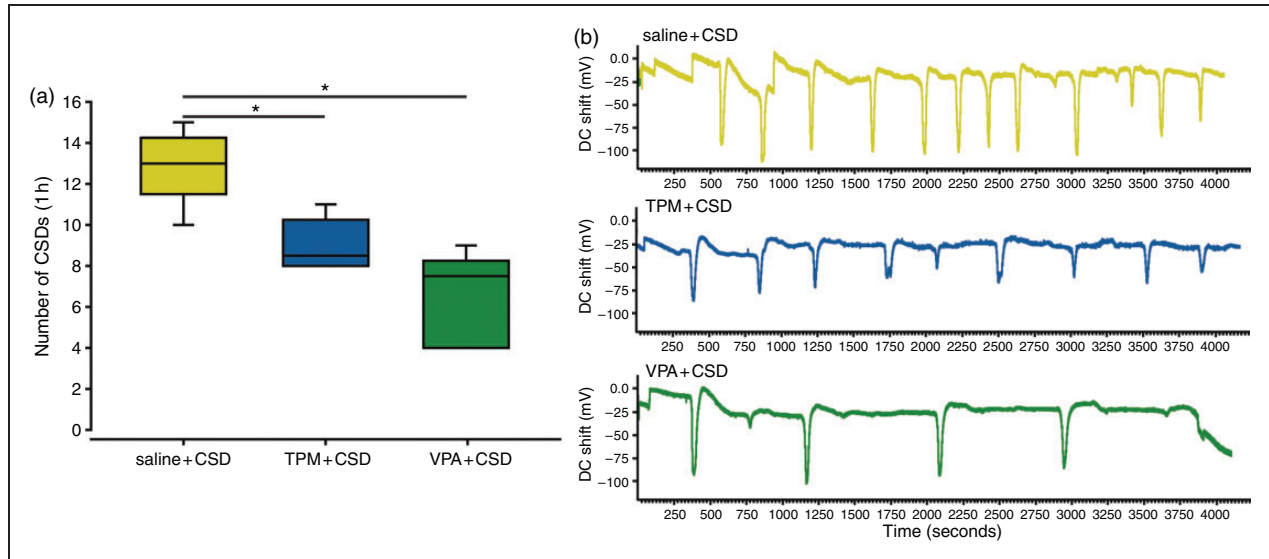 (a)
* 
*
Number of CSDs (1h)
16
14
12
10
8
6
4
2
0
saline+CSD TPM+CSD VPA+CSD
(b)
saline+CSD
DC shift (mV)
0.0
−25
−50
−75
−100
250 500 750 1000 1250 1500 1750 2000 2250 2500 2750 3000 3250 3500 3750 4000
TPM+CSD
DC shift (mV)
0.0
−25
−50
−75
−100
250 500 750 1000 1250 1500 1750 2000 2250 2500 2750 3000 3250 3500 3750 4000
VPA+CSD
DC shift (mV)
0.0
−25
−50
−75
−100
250 500 750 1000 1250 1500 1750 2000 2250 2500 2750 3000 3250 3500 3750 4000
Time (seconds)